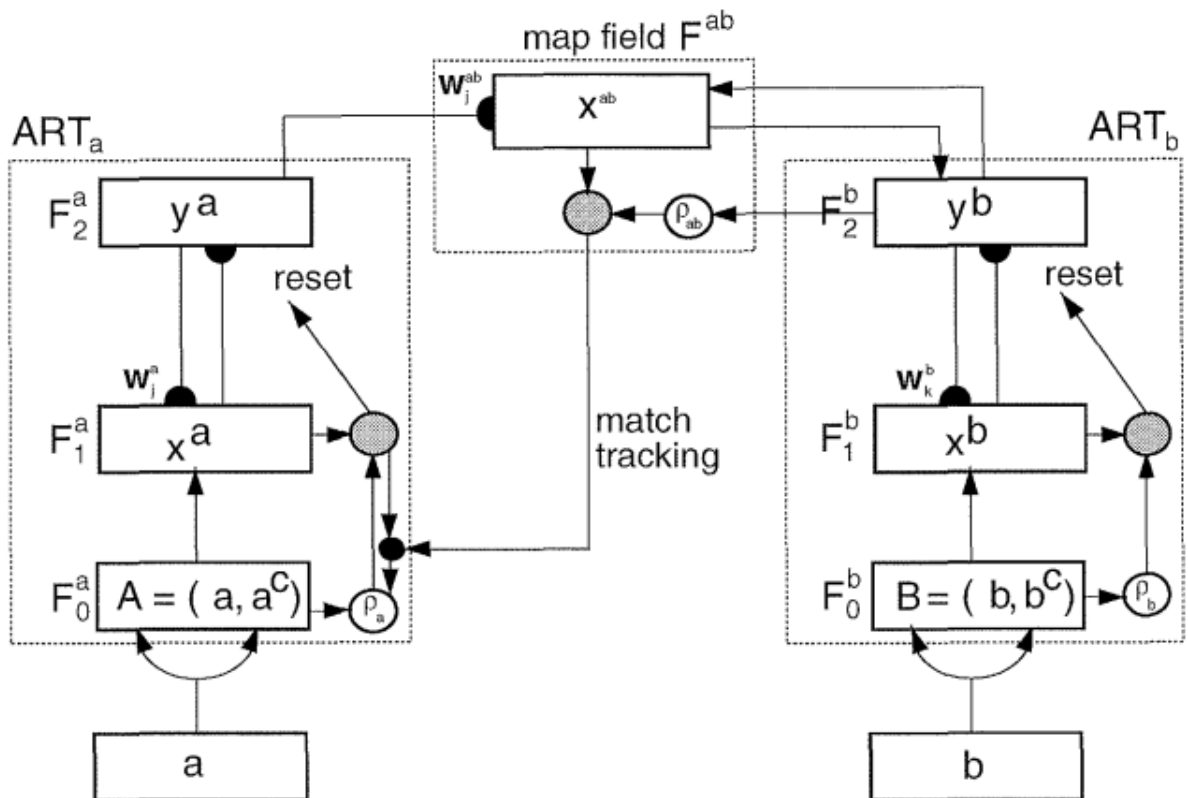 map field F^ab
w_j^ab
x^ab
ART_a
ART_b
F_2^a
y^a
ρ_ab
F_2^b
y^b
reset
reset
w_j^a
w_k^b
F_1^a
x^a
match
tracking
F_1^b
x^b
F_0^a
A = ( a, a^c)
ρ_a
F_0^b
B = ( b, b^c)
ρ_b
a
b